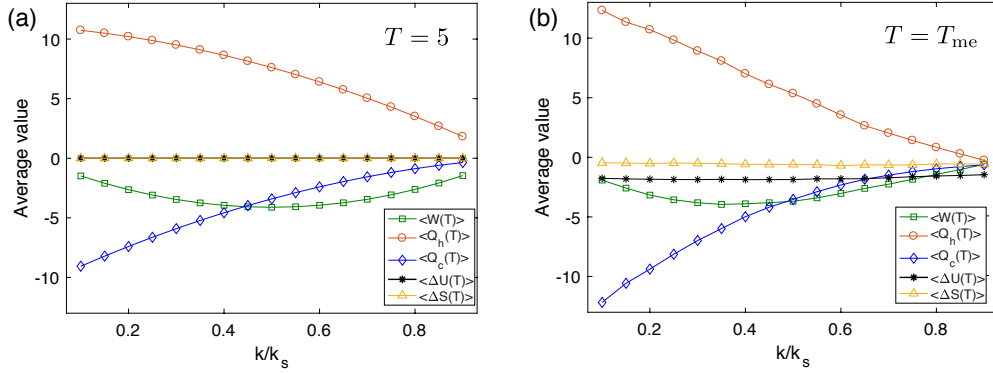 (a)
T = 5
10
5
0
-5
-10
Average value
0.2 0.4 0.6 0.8
k/k_s
<W(T)>
<Q_h(T)>
<Q_c(T)>
<ΔU(T)>
<ΔS(T)>
(b)
T = T_me
10
5
0
-5
-10
Average value
0.2 0.4 0.6 0.8
k/k_s
<W(T)>
<Q_h(T)>
<Q_c(T)>
<ΔU(T)>
<ΔS(T)>